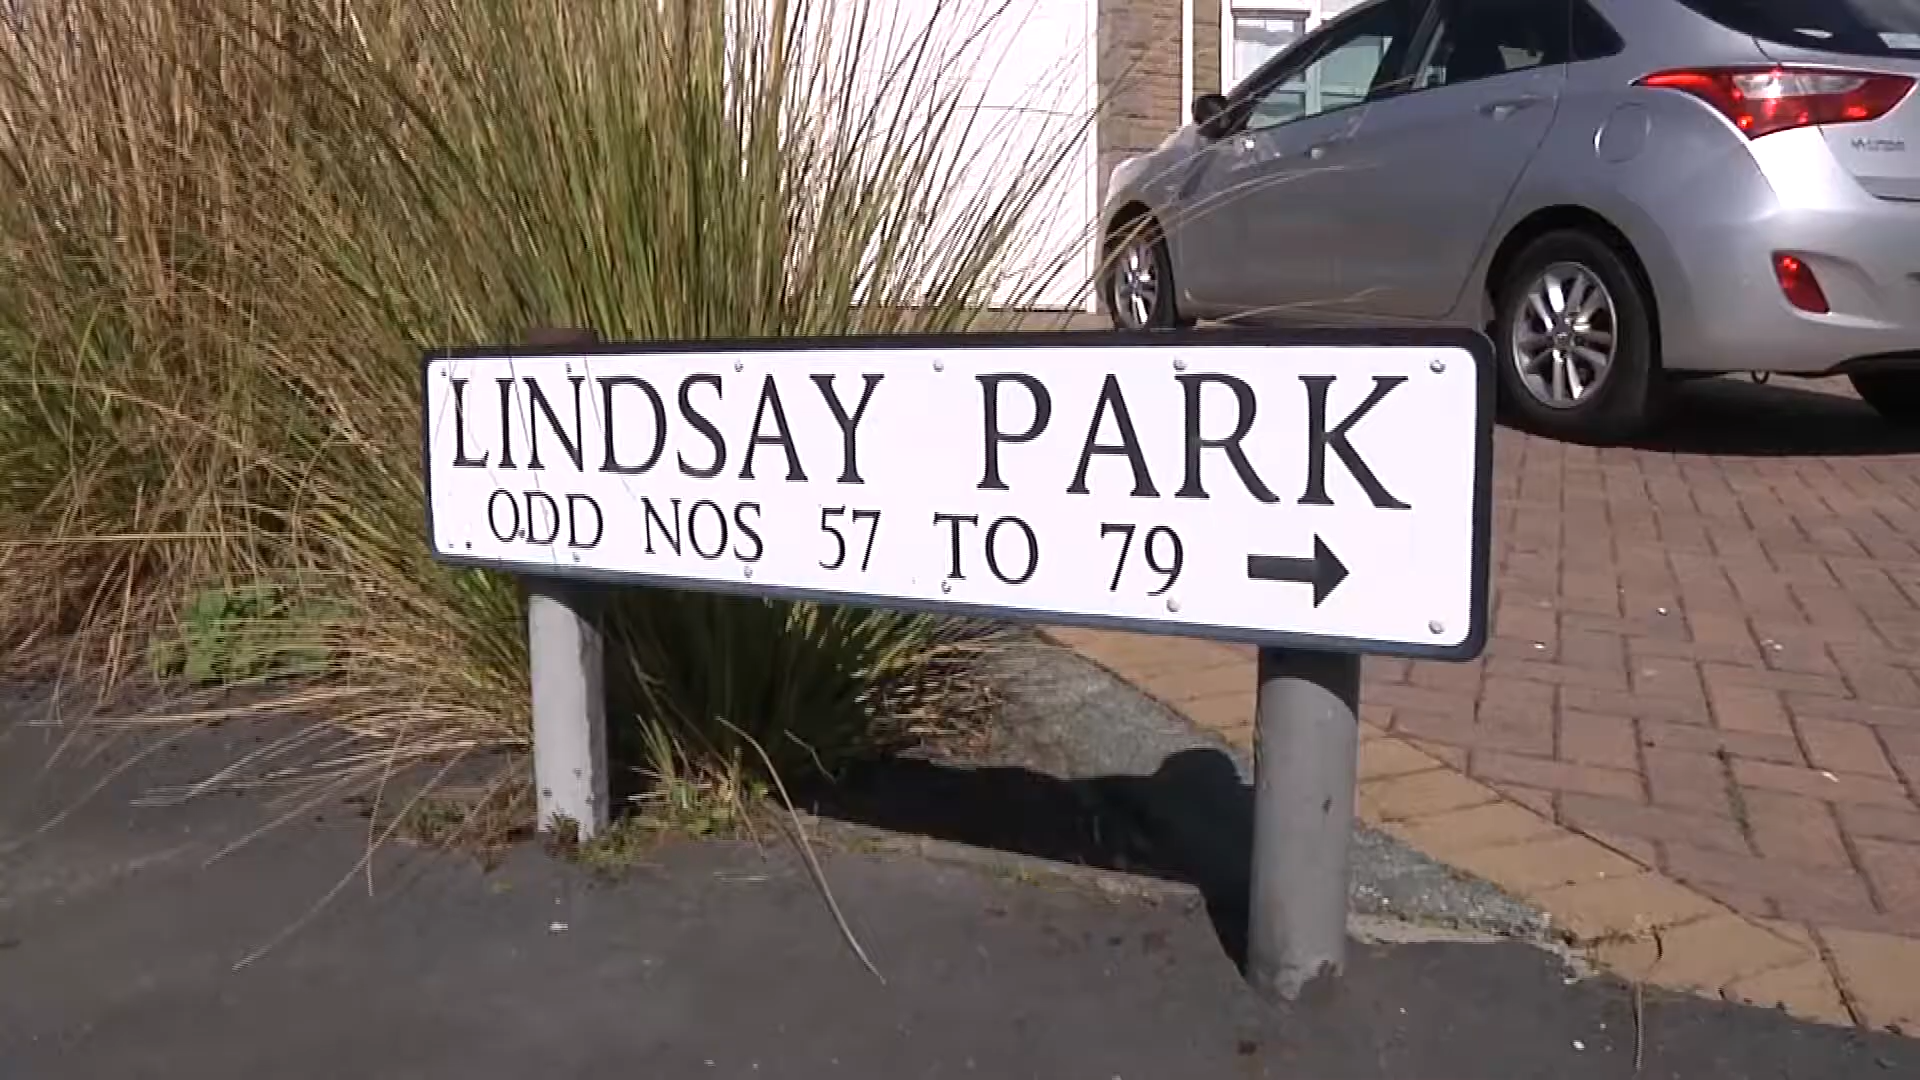 LINDSAY PARK
ODD NOS 57 TO 79 →